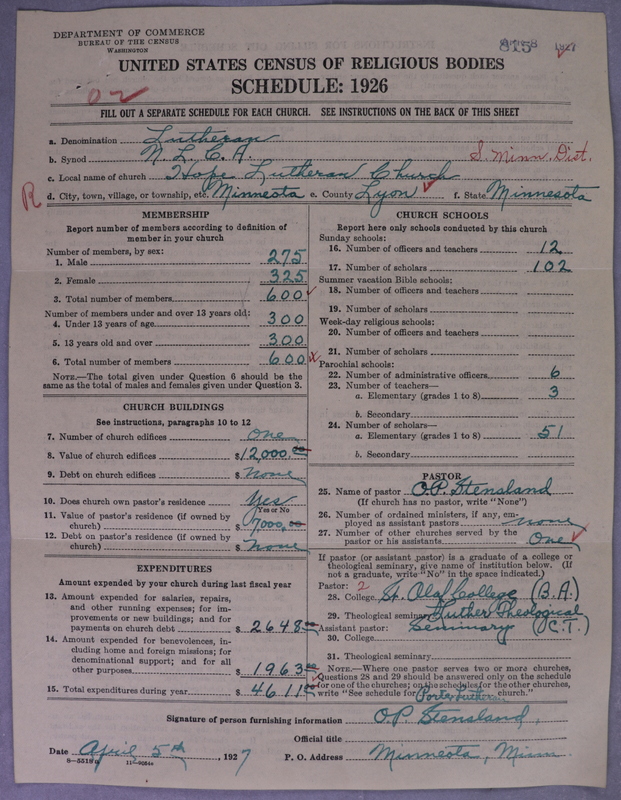 DEPARTMENT OF COMMERCE
BUREAU OF THE CENSUS
WASHINGTON
815
UNITED STATES CENSUS OF RELIGIOUS BODIES
SCHEDULE: 1926
02
FILL OUT A SEPARATE SCHEDULE FOR EACH CHURCH. SEE INSTRUCTIONS ON THE BACK OF THIS SHEET
a. Denomination Lutheran
b. Synod N. L. C. A. S. Minn. Dist.
c. Local name of church Hope Lutheran Church
R d. City, town, village, or township, etc. Minneota e. County Lyon f. State Minnesota
MEMBERSHIP
Report number of members according to definition of
member in your church
Number of members, by sex:
1. Male 275
2. Female 325
3. Total number of members 600
Number of members under and over 13 years old:
4. Under 13 years of age 300
5. 13 years old and over 300
6. Total number of members 600
NOTE.—The total given under Question 6 should be the
same as the total of males and females given under Question 3.
CHURCH BUILDINGS
See instructions, paragraphs 10 to 12
7. Number of church edifices One
8. Value of church edifices $12,000.00
9. Debt on church edifices $ None
10. Does church own pastor's residence Yes
Yes or No
11. Value of pastor's residence (if owned by
church) $7000.00
12. Debt on pastor's residence (if owned by
church) $ None
EXPENDITURES
Amount expended by your church during last fiscal year
13. Amount expended for salaries, repairs,
and other running expenses; for im-
provements or new buildings; and for
payments on church debt $ 2648.00
14. Amount expended for benevolences, in-
cluding home and foreign missions; for
denominational support; and for all
other purposes $ 1963.00
15. Total expenditures during year $ 4611.00
CHURCH SCHOOLS
Report here only schools conducted by this church
Sunday schools:
16. Number of officers and teachers 12
17. Number of scholars 102
Summer vacation Bible schools:
18. Number of officers and teachers
19. Number of scholars
Week-day religious schools:
20. Number of officers and teachers
21. Number of scholars
Parochial schools:
22. Number of administrative officers 6
23. Number of teachers—
a. Elementary (grades 1 to 8) 3
b. Secondary
24. Number of scholars—
a. Elementary (grades 1 to 8) 51
b. Secondary
PASTOR
25. Name of pastor O.P. Stensland
(If church has no pastor, write "None")
26. Number of ordained ministers, if any, em-
ployed as assistant pastors none
27. Number of other churches served by the
pastor or his assistants One
If pastor (or assistant pastor) is a graduate of a college or
theological seminary, give name of institution below. (If
not a graduate, write "No" in the space indicated.)
Pastor: 2
28. College St. Olaf College (B.A.)
29. Theological seminary Luther Theological
Assistant pastor: Seminary (C.T.)
30. College
31. Theological seminary
NOTE.—Where one pastor serves two or more churches,
Questions 28 and 29 should be answered only on the schedule
for one of the churches; on the schedules for the other churches,
write "See schedule for Porter Lutheran church."
Signature of person furnishing information O.P. Stensland,
Official title
Date April 5th, 1927 P. O. Address Minneota, Minn.
8—5518